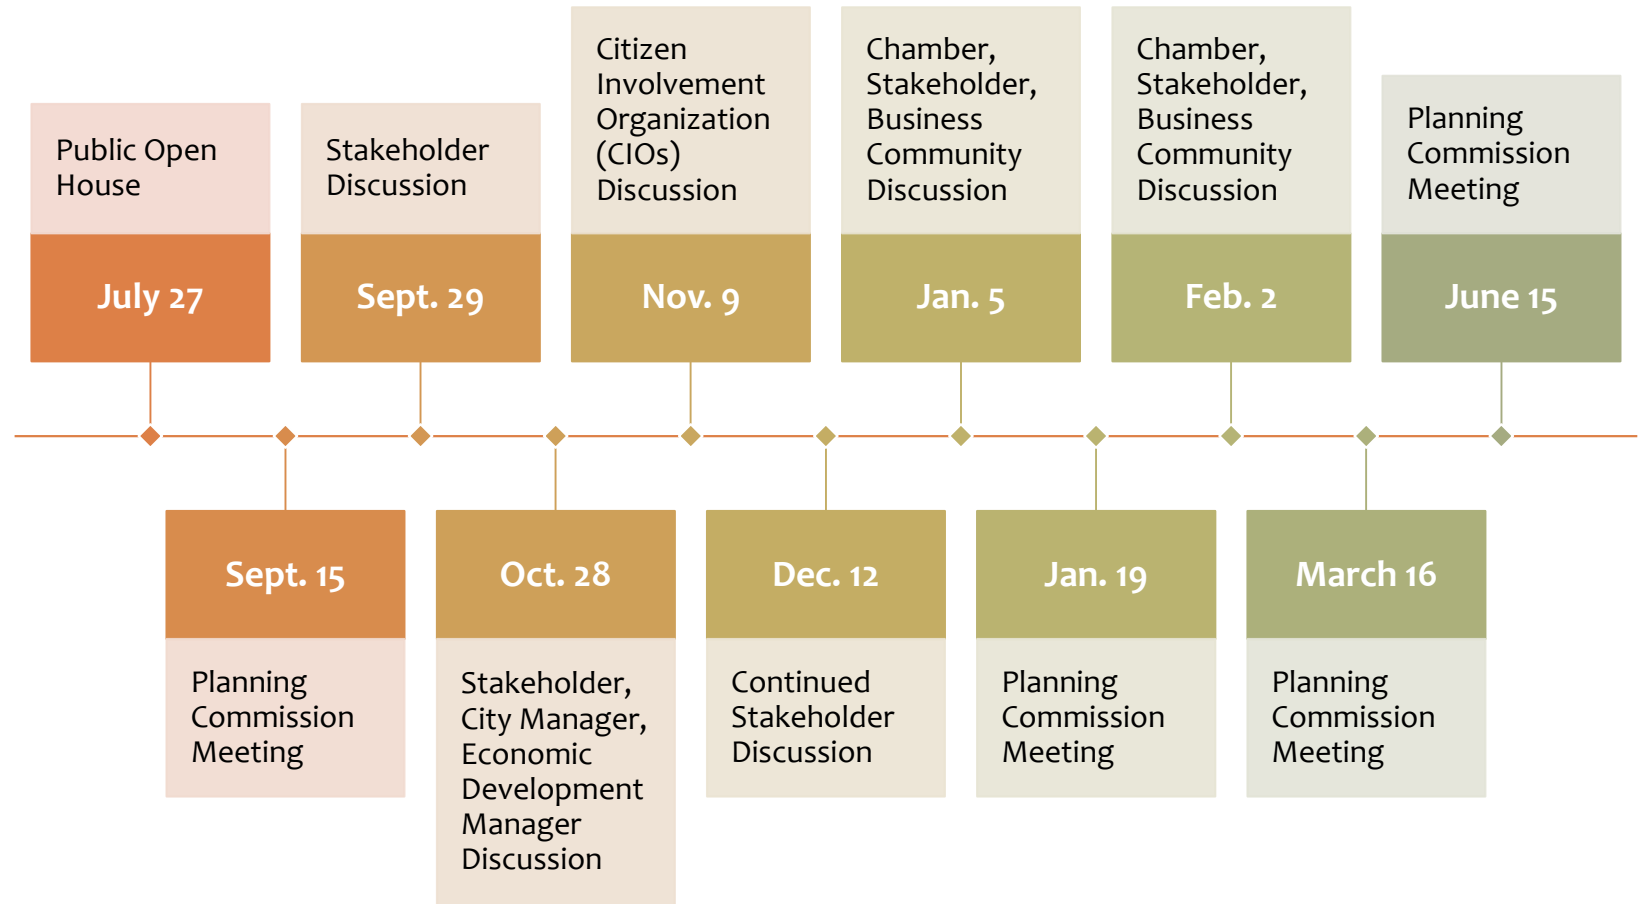 Public Open
House
July 27
Sept. 15
Planning
Commission
Meeting
Stakeholder
Discussion
Sept. 29
Oct. 28
Stakeholder,
City Manager,
Economic
Development
Manager
Discussion
Citizen
Involvement
Organization
(CIOs)
Discussion
Nov. 9
Dec. 12
Continued
Stakeholder
Discussion
Chamber,
Stakeholder,
Business
Community
Discussion
Jan. 5
Jan. 19
Planning
Commission
Meeting
Chamber,
Stakeholder,
Business
Community
Discussion
Feb. 2
March 16
Planning
Commission
Meeting
Planning
Commission
Meeting
June 15